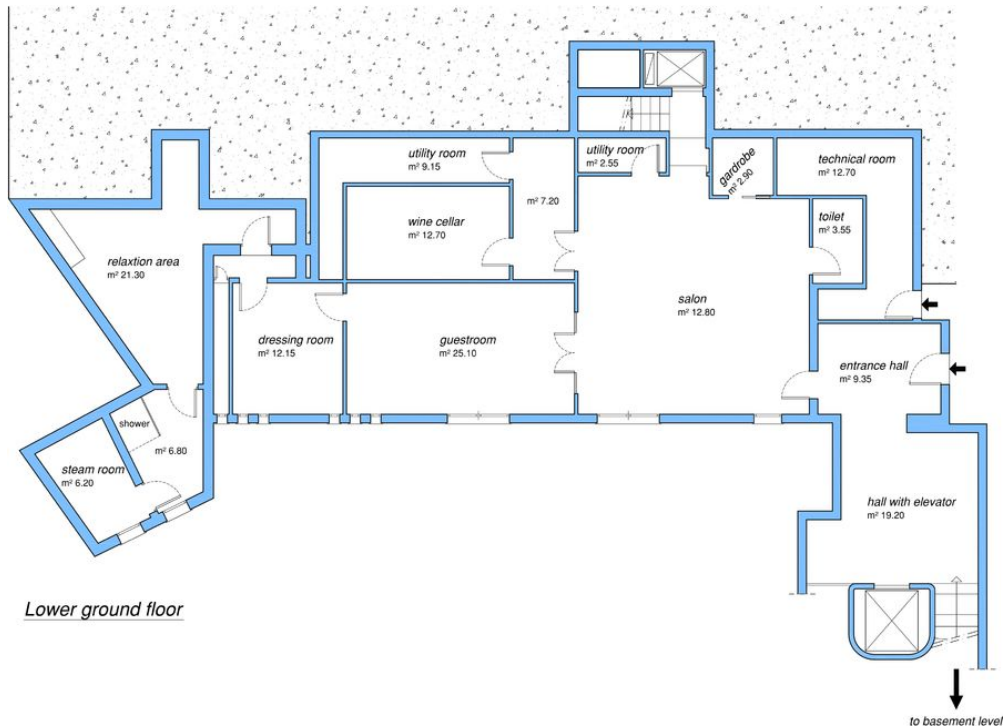 utility room
m² 9.15
utility room
m² 2.55
gardrobe
m² 2.90
technical room
m² 12.70
m² 7.20
wine cellar
m² 12.70
toilet
m² 3.55
relaxtion area
m² 21.30
salon
m² 12.80
dressing room
m² 12.15
guestroom
m² 25.10
entrance hall
m² 9.35
shower
m² 6.80
steam room
m² 6.20
hall with elevator
m² 19.20
Lower ground floor
to basement level